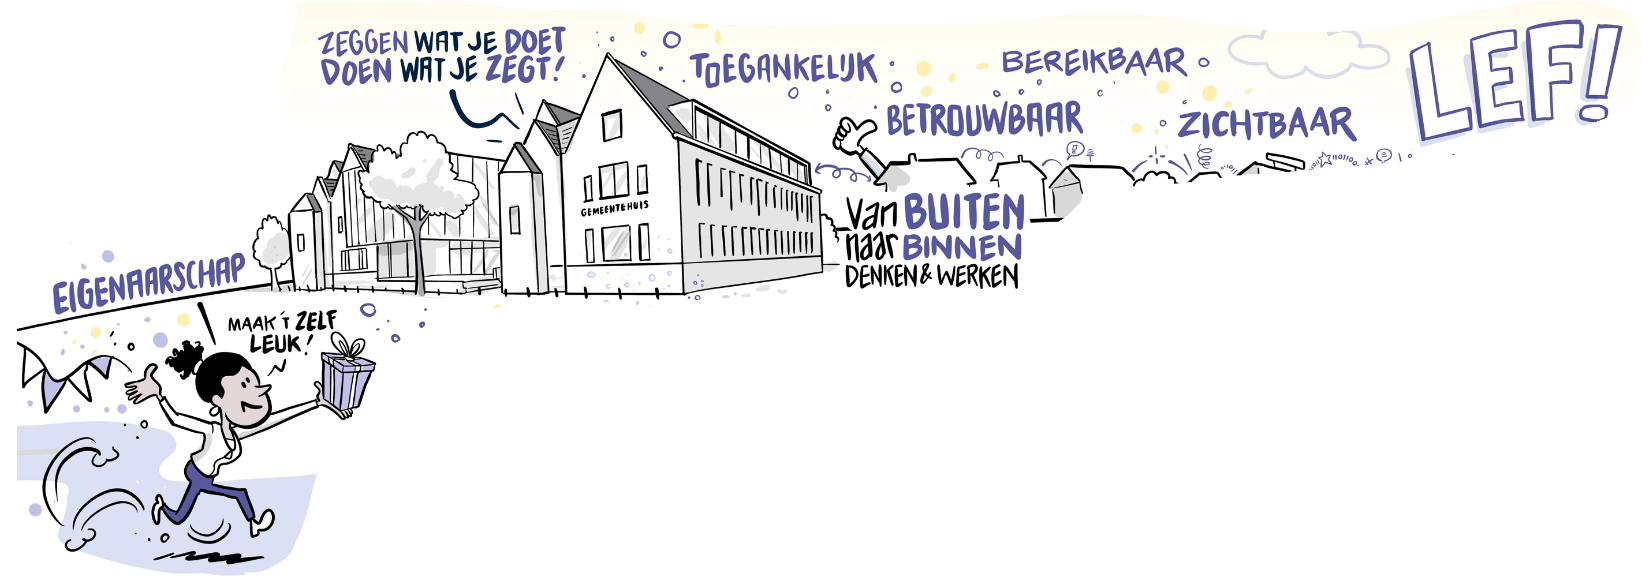 ZEGGEN WAT JE DOET
DOEN WAT JE ZEGT!
TOEGANKELIJK
BEREIKBAAR
LEF!
BETROUWBAAR
ZICHTBAAR
GEMEENTEHUIS
Van BUITEN
naar BINNEN
DENKEN & WERKEN
EIGENAARSCHAP
MAAK 'T ZELF
LEUK!